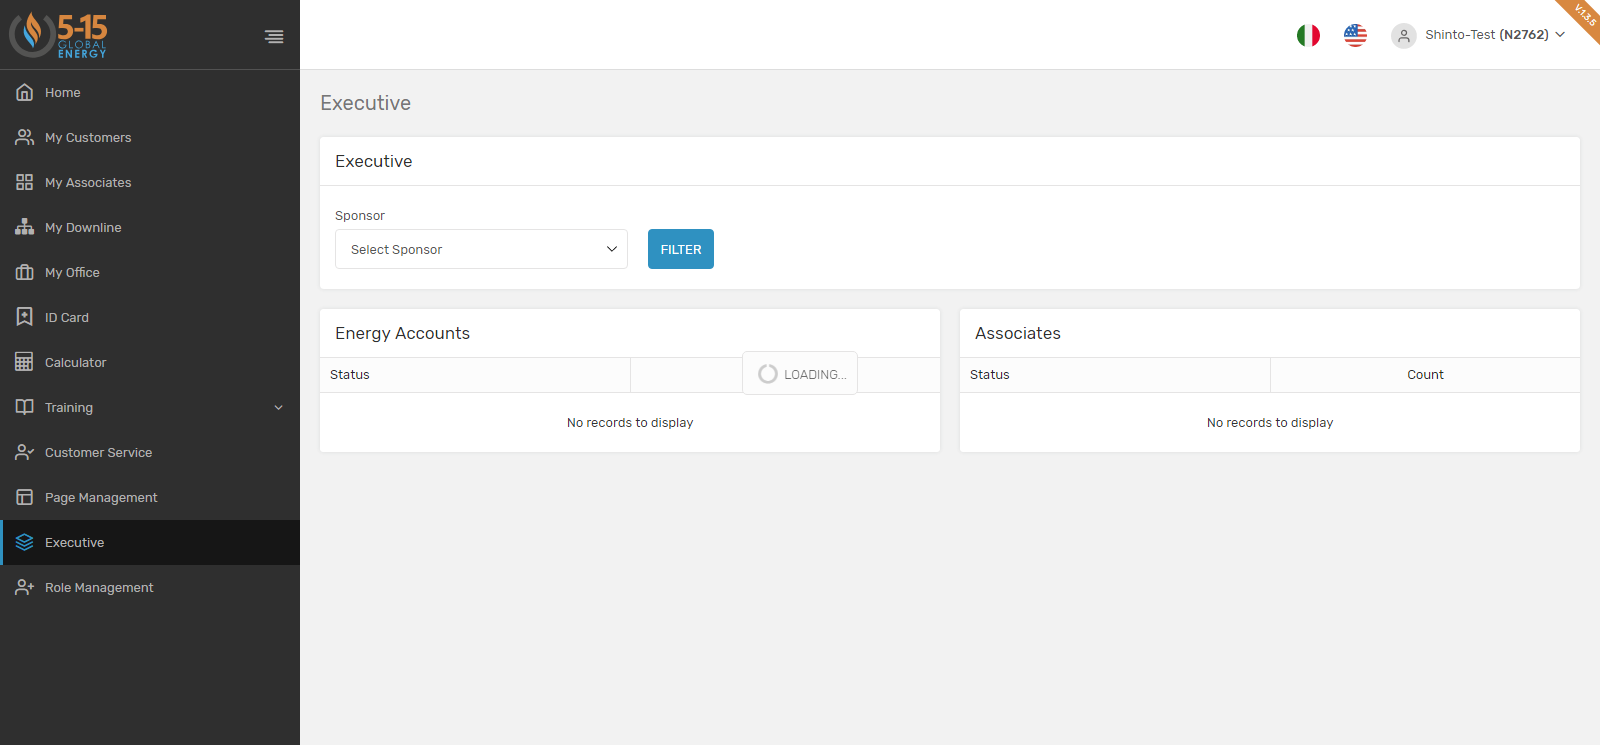 5-15
GLOBAL
ENERGY
Shinto-Test (N2762)
V.1.3.5
Home
My Customers
My Associates
My Downline
My Office
ID Card
Calculator
Training
Customer Service
Page Management
Executive
Role Management
Executive
Executive
Sponsor
Select Sponsor
FILTER
Energy Accounts
Status
LOADING...
No records to display
Associates
Status Count
No records to display